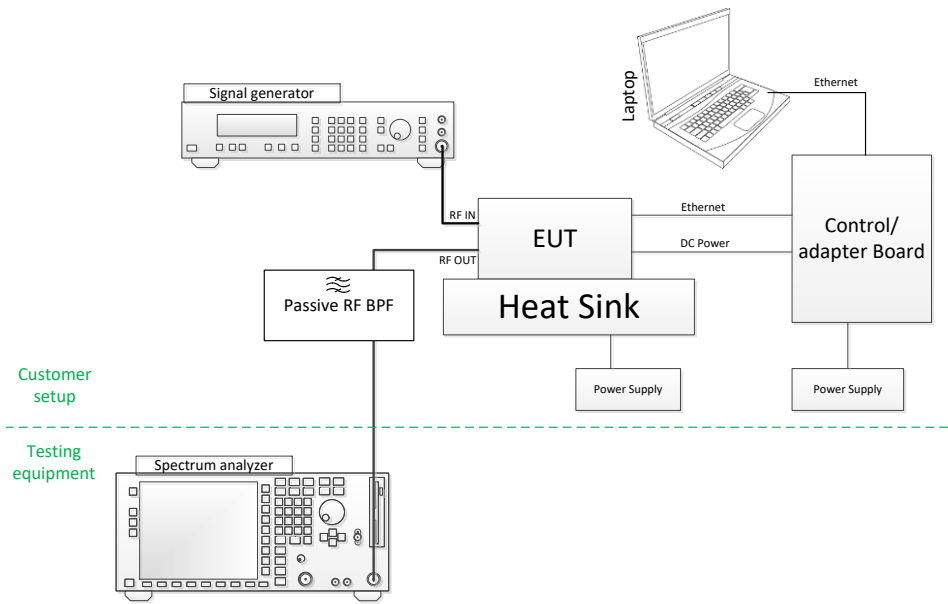 Signal generator
Laptop
Ethernet
RF IN
EUT
Ethernet
Control/
adapter Board
RF OUT
DC Power
Passive RF BPF
Heat Sink
Power Supply
Power Supply
Customer
setup
Testing
equipment
Spectrum analyzer